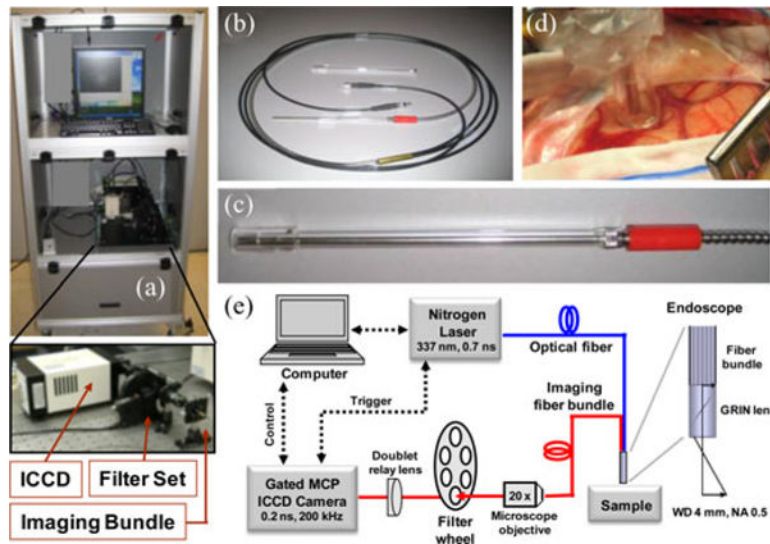 (a)
ICCD
Filter Set
Imaging Bundle
(b)
(c)
(d)
(e)
Computer
Nitrogen
Laser
337 nm, 0.7 ns
Optical fiber
Endoscope
Fiber
bundle
GRIN len
WD 4 mm, NA 0.5
Imaging
fiber bundle
Control
Trigger
Gated MCP
ICCD Camera
0.2 ns, 200 kHz
Doublet
relay lens
Filter
wheel
20 x
Microscope
objective
Sample